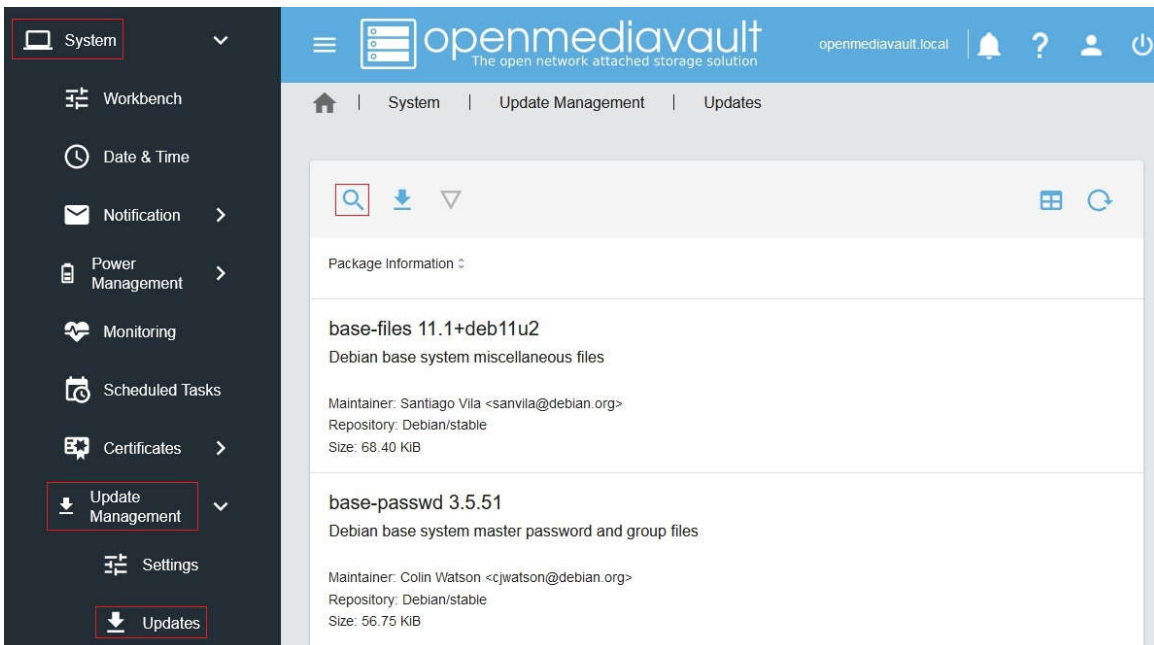 System
Workbench
Date & Time
Notification
Power
Management
Monitoring
Scheduled Tasks
Certificates
Update
Management
Settings
Updates
openmediavault
The open network attached storage solution
openmediavault.local
?
| System | Update Management | Updates
Package Information
base-files 11.1+deb11u2
Debian base system miscellaneous files
Maintainer: Santiago Vila <sanvila@debian.org>
Repository: Debian/stable
Size: 68.40 KiB
base-passwd 3.5.51
Debian base system master password and group files
Maintainer: Colin Watson <cjwatson@debian.org>
Repository: Debian/stable
Size: 56.75 KiB